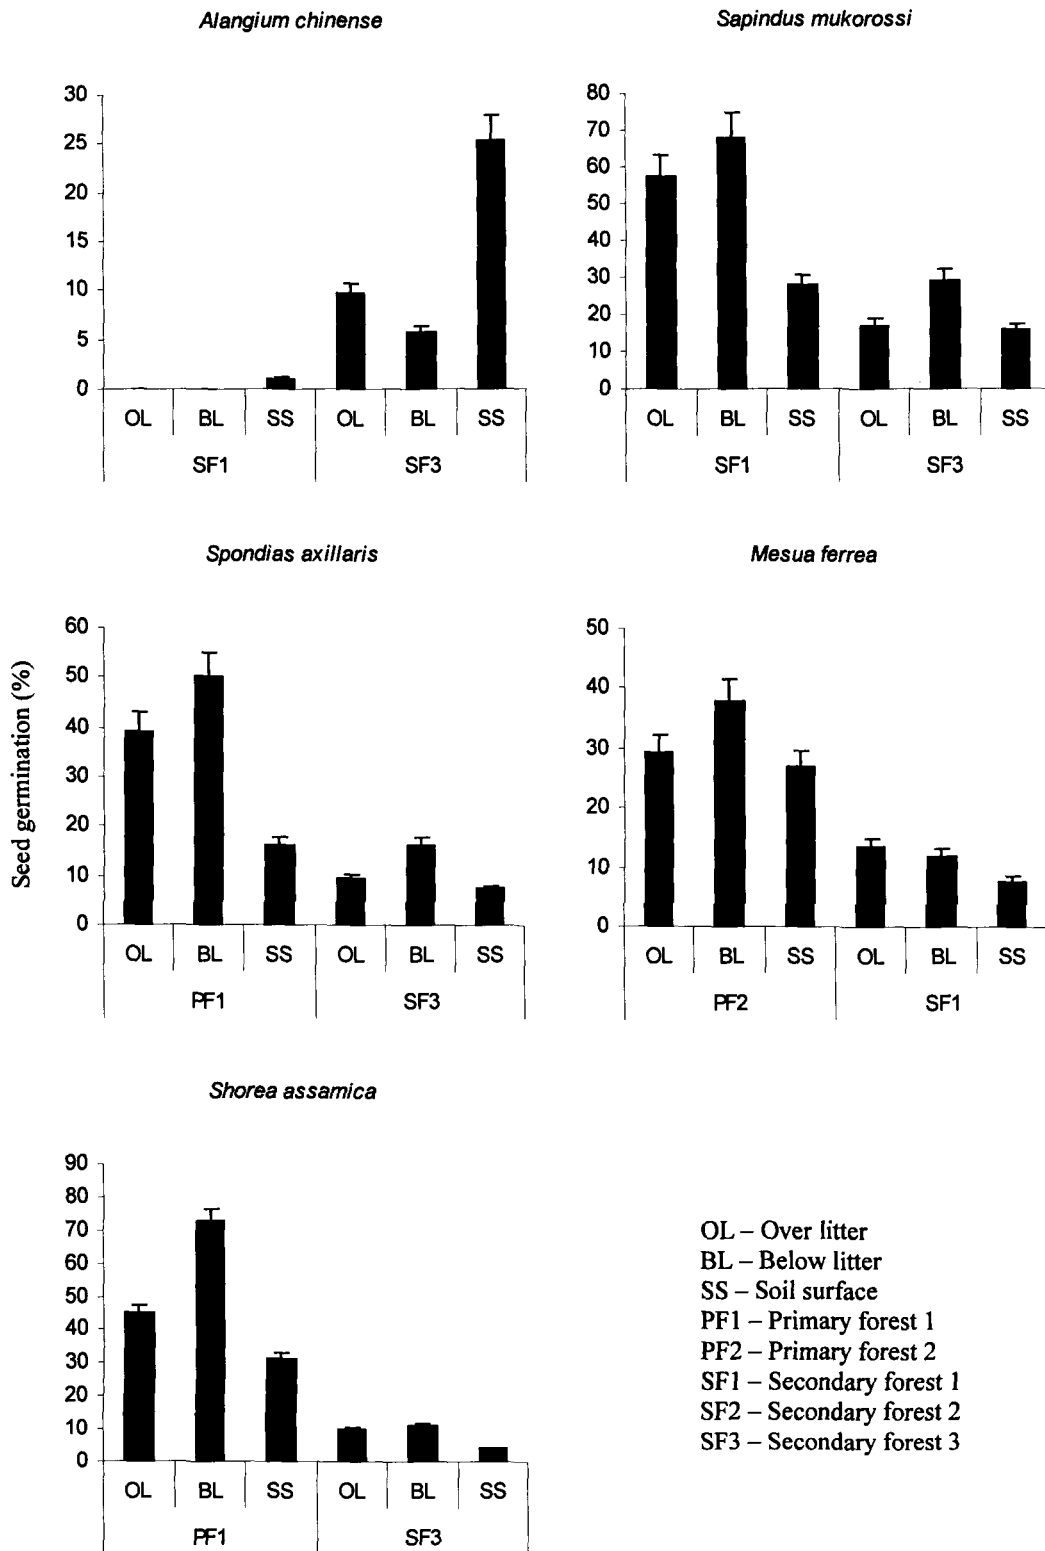 Alangium chinense
Sapindus mukorossi
30
25
20
15
10
5
0
OL BL SS OL BL SS
SF1 SF3
80
70
60
50
40
30
20
10
0
OL BL SS OL BL SS
SF1 SF3
Spondias axillaris
Mesua ferrea
Seed germination (%)
60
50
40
30
20
10
0
OL BL SS OL BL SS
PF1 SF3
50
40
30
20
10
0
OL BL SS OL BL SS
PF2 SF1
Shorea assamica
90
80
70
60
50
40
30
20
10
0
OL BL SS OL BL SS
PF1 SF3
OL – Over litter
BL – Below litter
SS – Soil surface
PF1 – Primary forest 1
PF2 – Primary forest 2
SF1 – Secondary forest 1
SF2 – Secondary forest 2
SF3 – Secondary forest 3